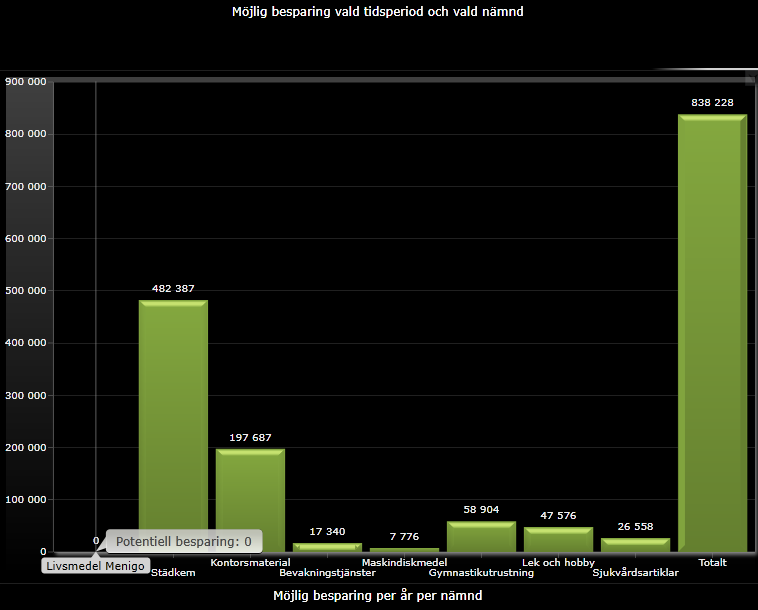 Möjlig besparing vald tidsperiod och vald nämnd
900 000
800 000
700 000
600 000
500 000
400 000
300 000
200 000
100 000
0
0
482 387
197 687
17 340
7 776
58 904
47 576
26 558
838 228
Potentiell besparing: 0
Livsmedel Menigo
Städkem
Kontorsmaterial
Bevakningstjänster
Maskindiskmedel
Gymnastikutrustning
Lek och hobby
Sjukvårdsartiklar
Totalt
Möjlig besparing per år per nämnd